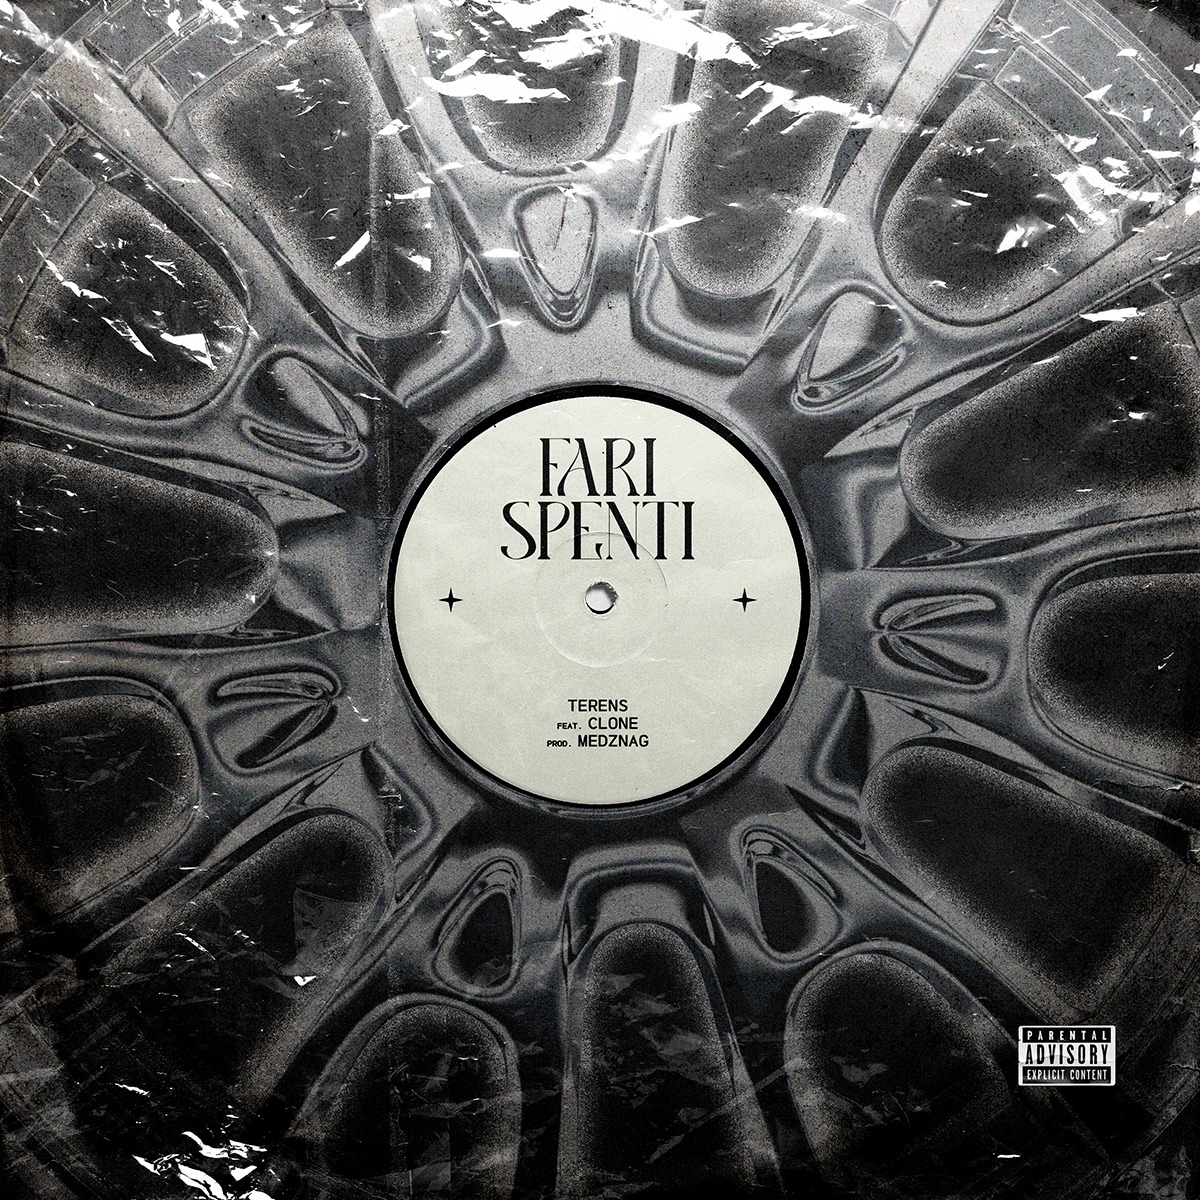 FARI
SPENTI
TERENS
FEAT. CLONE
PROD. MEDZNAG
PARENTAL
ADVISORY
EXPLICIT CONTENT